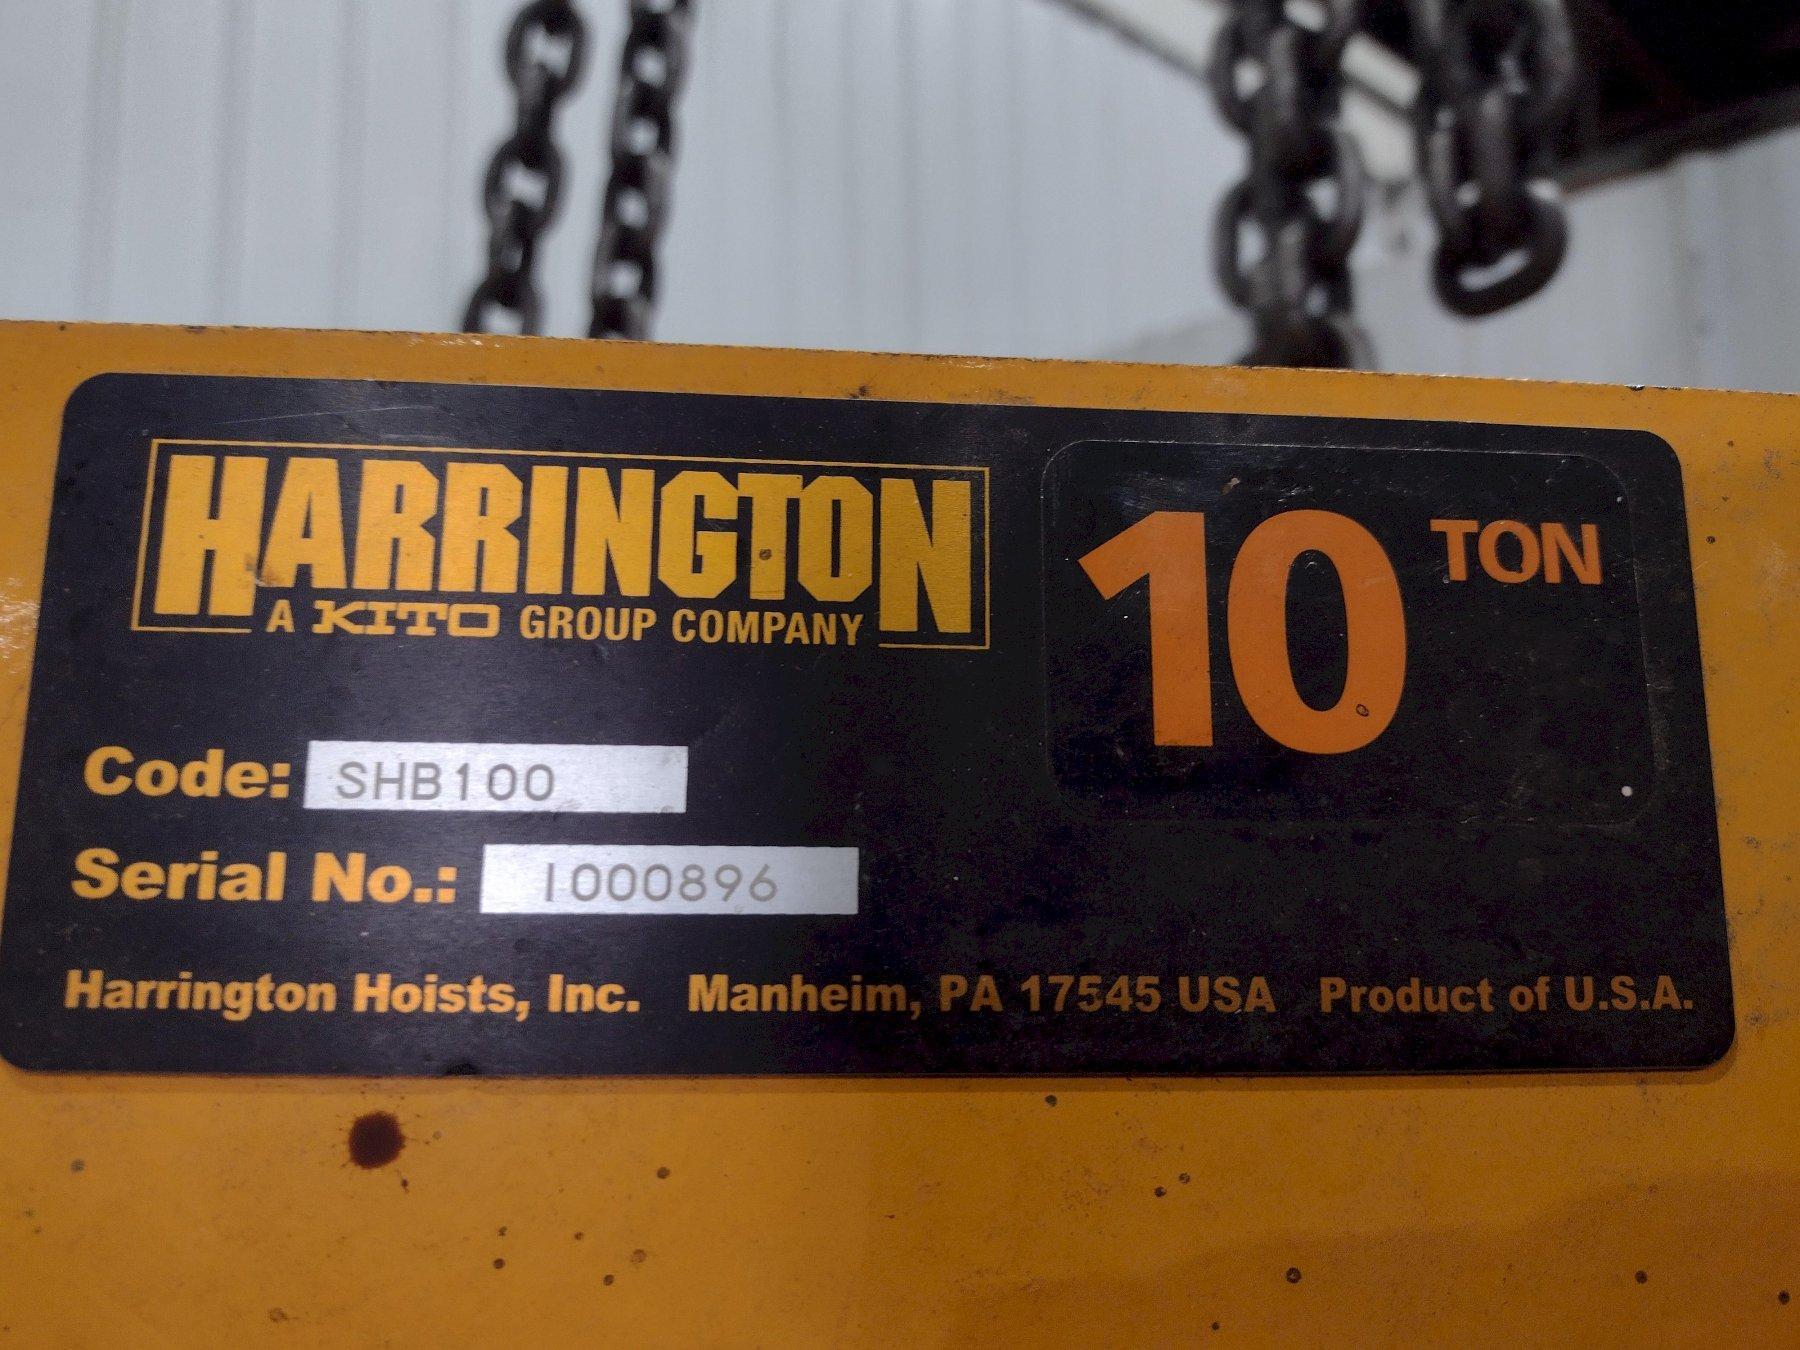 HARRINGTON
A KITO GROUP COMPANY
10 TON
Code: SHB100
Serial No.: 1000896
Harrington Hoists, Inc. Manheim, PA 17545 USA Product of U.S.A.